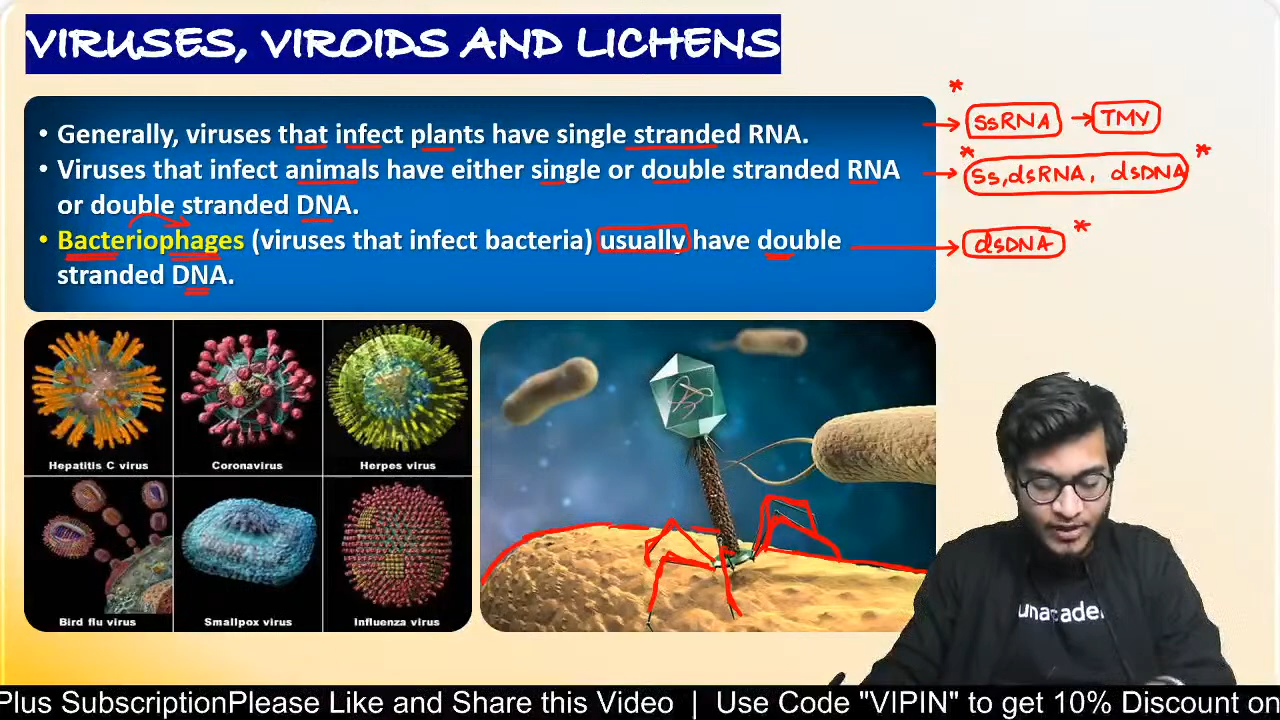 VIRUSES, VIROIDS AND LICHENS
• Generally, viruses that infect plants have single stranded RNA.
• Viruses that infect animals have either single or double stranded RNA
or double stranded DNA.
• Bacteriophages (viruses that infect bacteria) usually have double
stranded DNA.
* → ssRNA → TMV
* → Ss,dsRNA, dsDNA *
→ dsDNA *
Hepatitis C virus
Coronavirus
Herpes virus
Bird flu virus
Smallpox virus
Influenza virus
unacadem
Plus SubscriptionPlease Like and Share this Video | Use Code "VIPIN" to get 10% Discount on